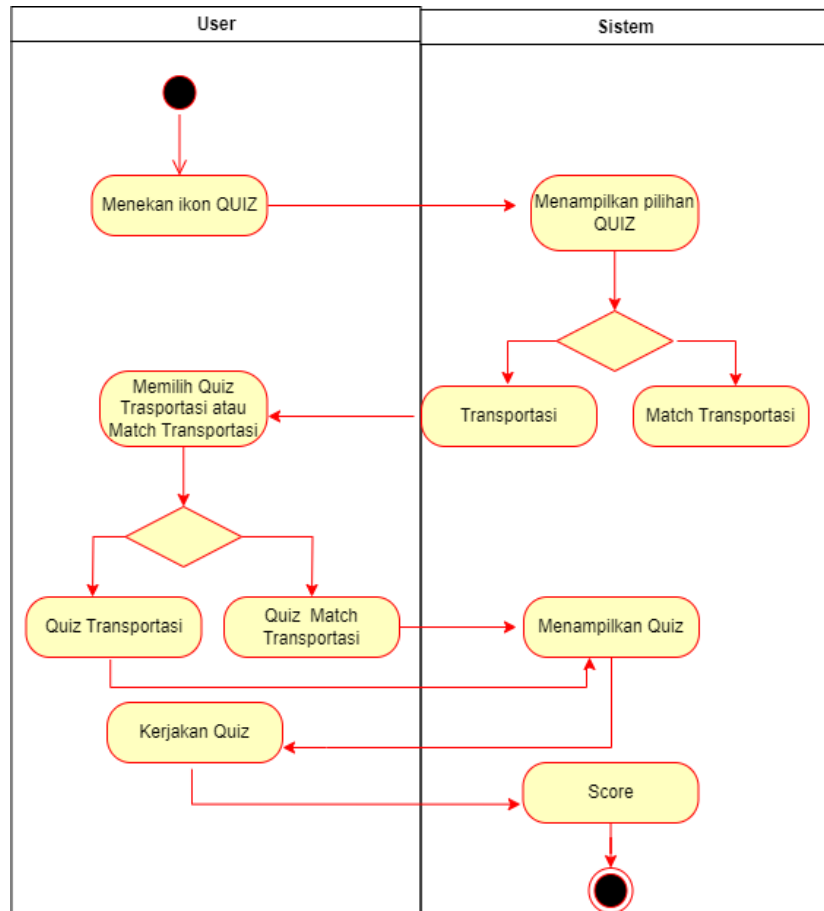 User
Sistem
Menekan ikon QUIZ
Menampilkan pilihan
QUIZ
Memilih Quiz
Trasportasi atau
Match Transportasi
Transportasi
Match Transportasi
Quiz Transportasi
Quiz Match
Transportasi
Menampilkan Quiz
Kerjakan Quiz
Score